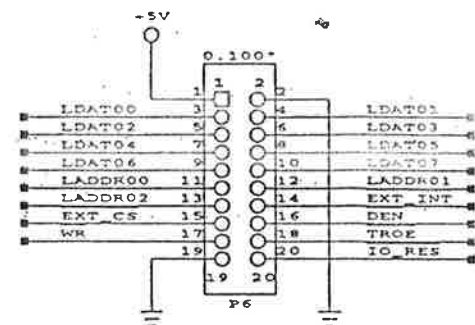 +5V
0.100"
1 1 2 2
LDAT00 3 4 LDAT01
LDAT02 5 6 LDAT03
LDAT04 7 8 LDAT05
LDAT06 9 10 LDAT07
LADDR00 11 12 LADDR01
LADDR02 13 14 EXT_INT
EXT_CS 15 16 DEN
WR 17 18 TROE
19 20 IO_RES
19 20
P6